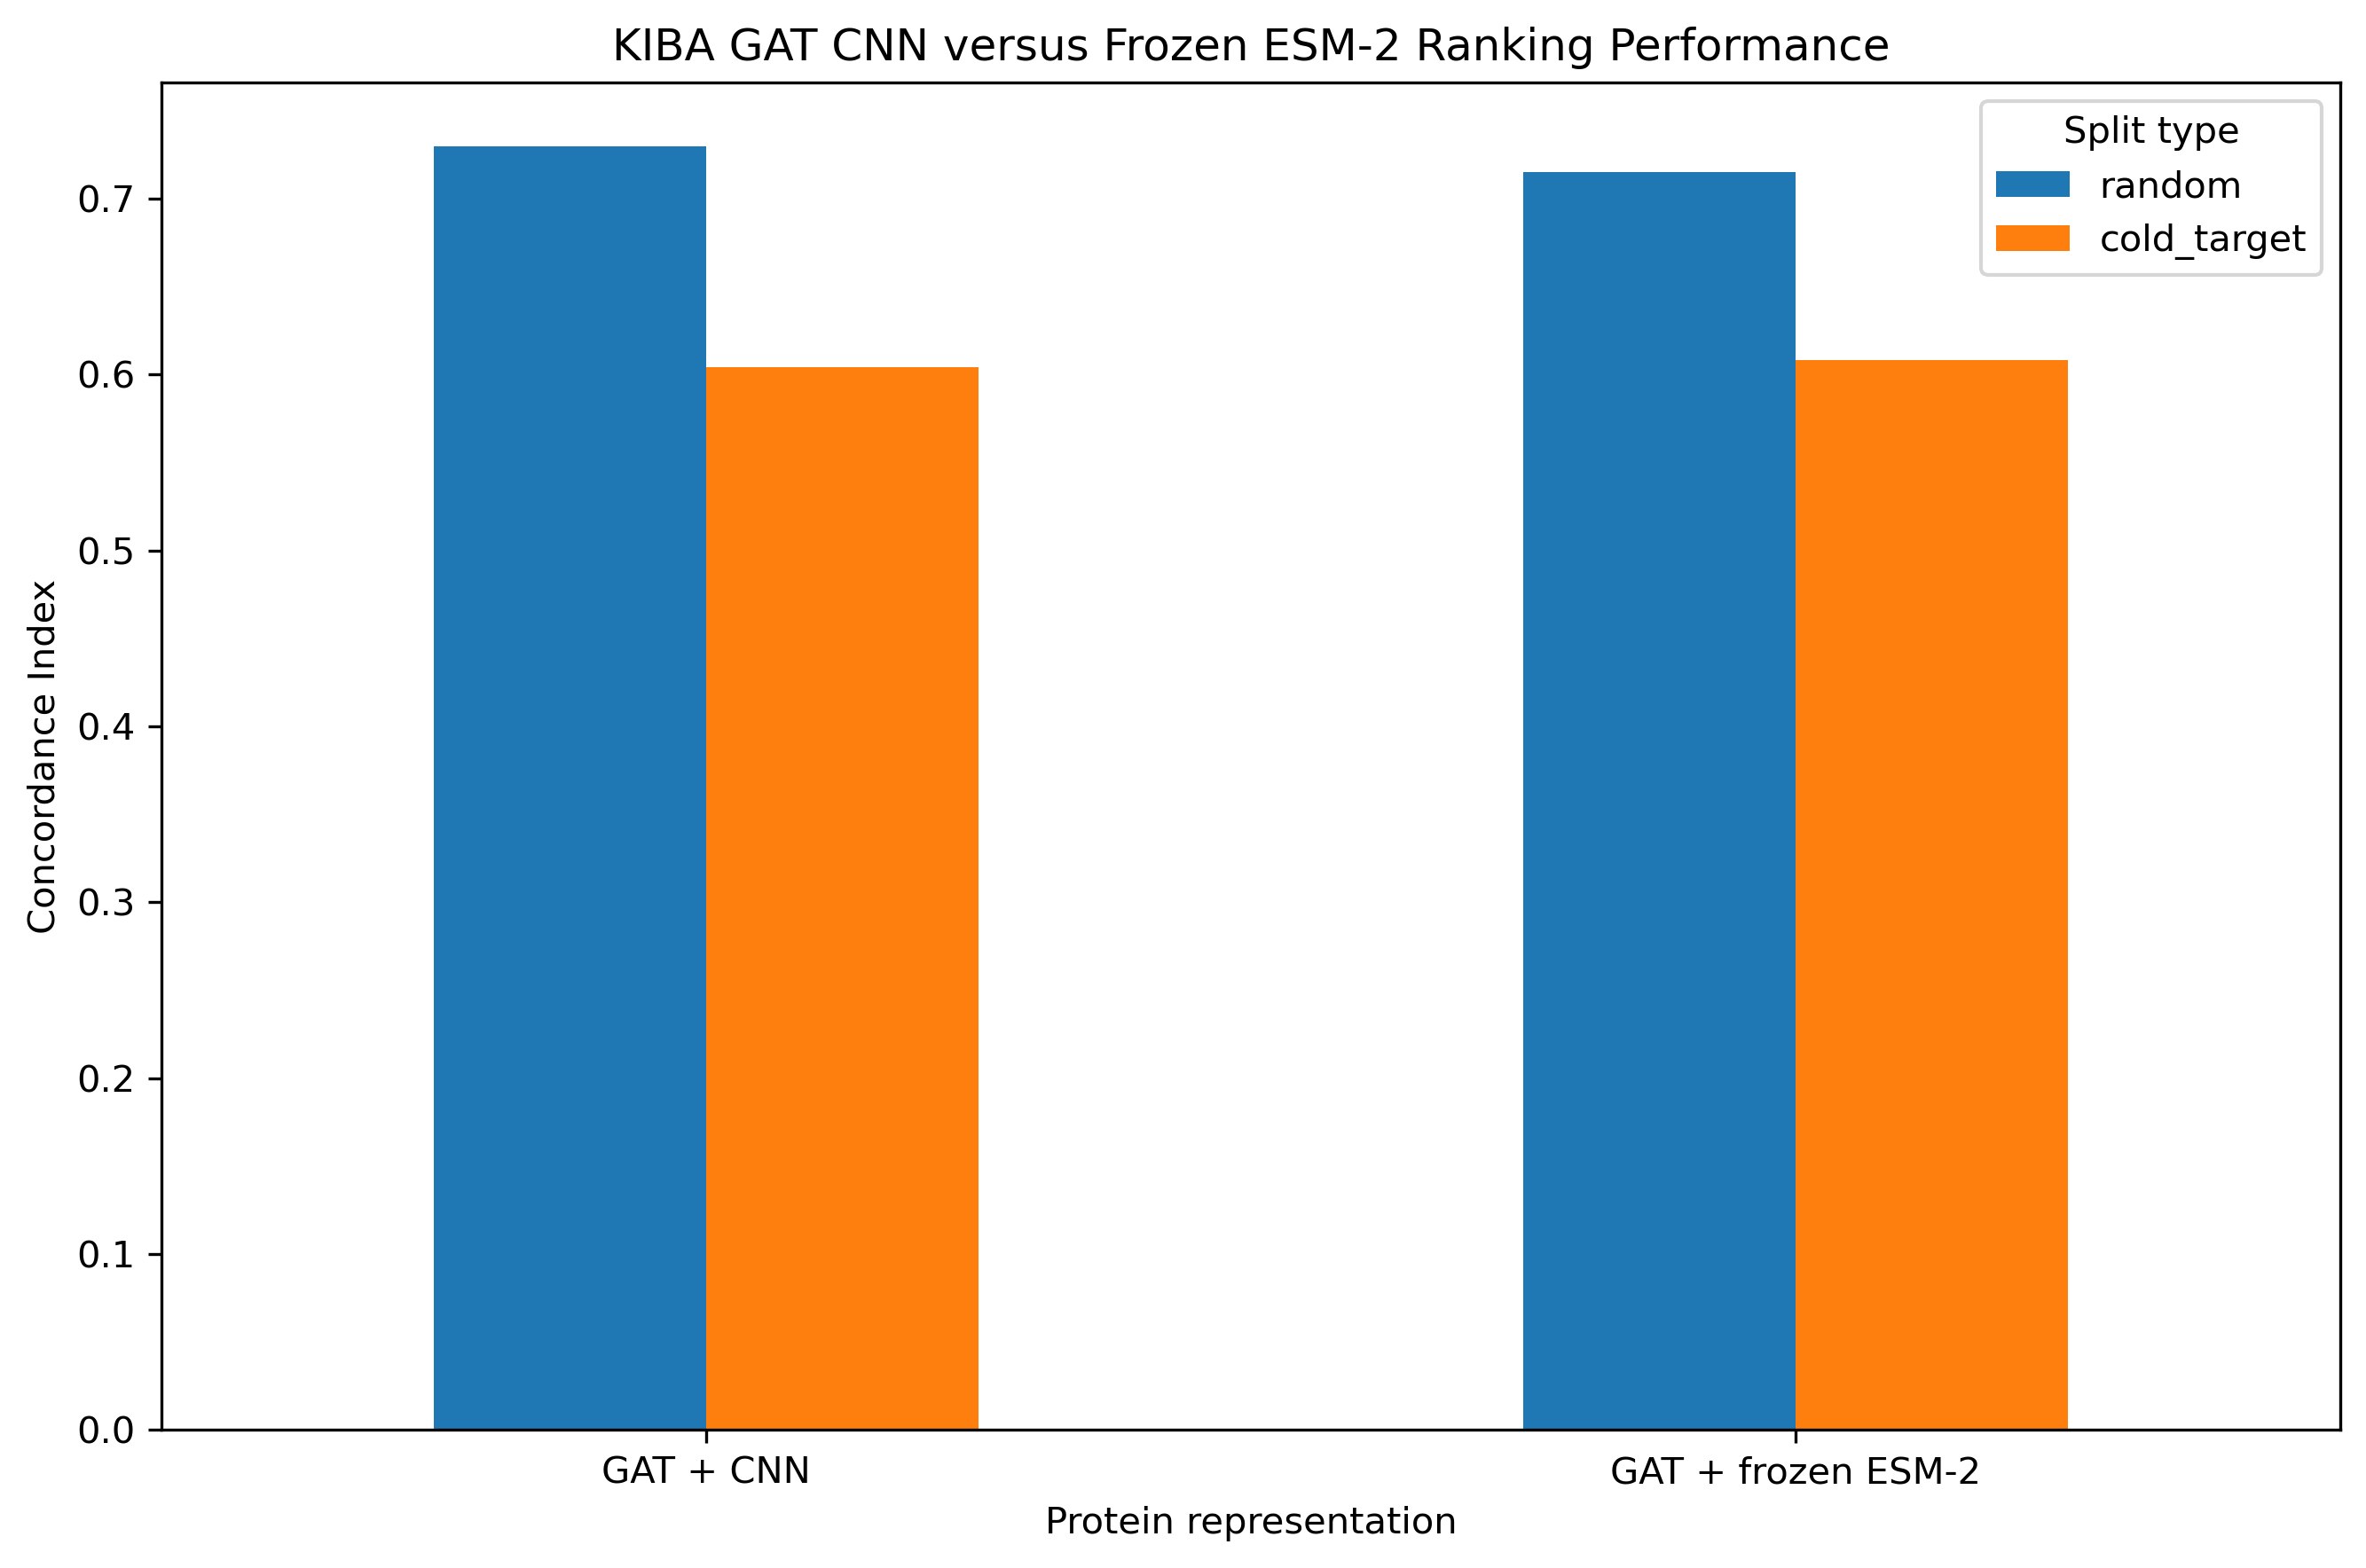 KIBA GAT CNN versus Frozen ESM-2 Ranking Performance
Split type
random
cold_target
Concordance Index
0.7
0.6
0.5
0.4
0.3
0.2
0.1
0.0
GAT + CNN
GAT + frozen ESM-2
Protein representation